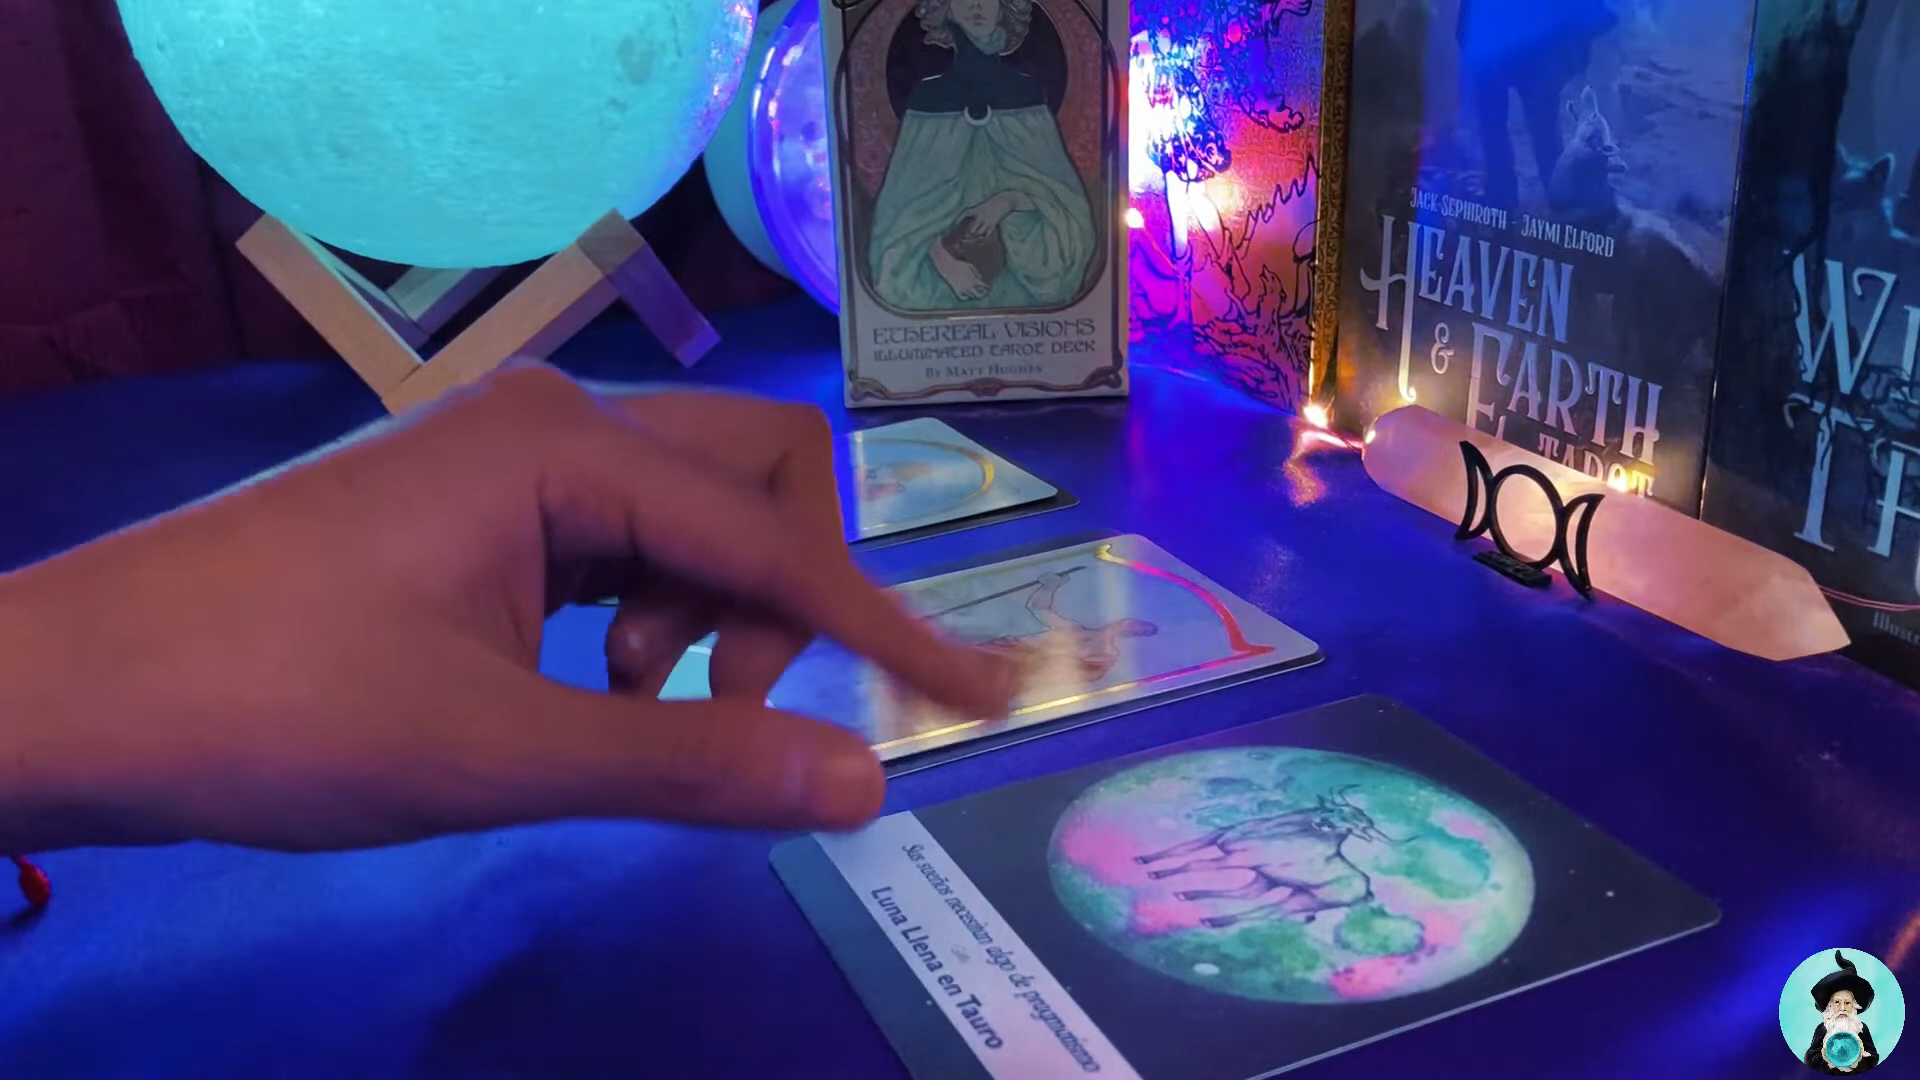 ETHEREAL VISIONS
ILLUMINATED TAROT DECK
BY MATT HUGHES
JACK SEPHIROTH - JAYMI ELFORD
HEAVEN
& EARTH
TAROT
Sus sueños necesitan algo de pragmatismo
Luna Llena en Tauro